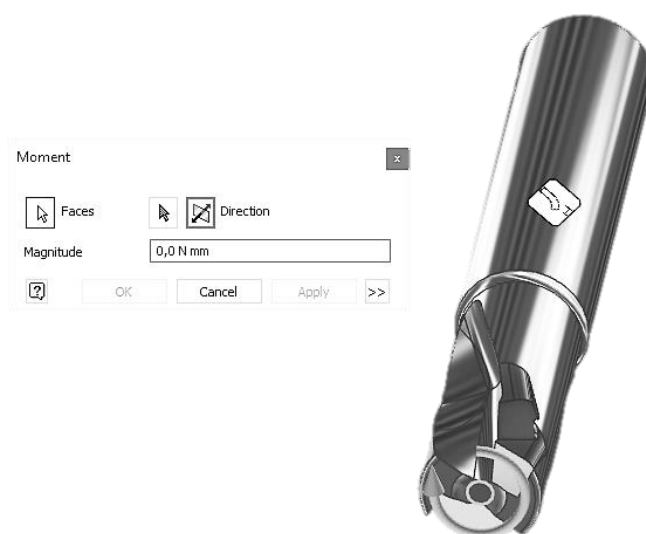 Moment
x
Faces
Direction
Magnitude
0,0 N mm
?
OK
Cancel
Apply
>>